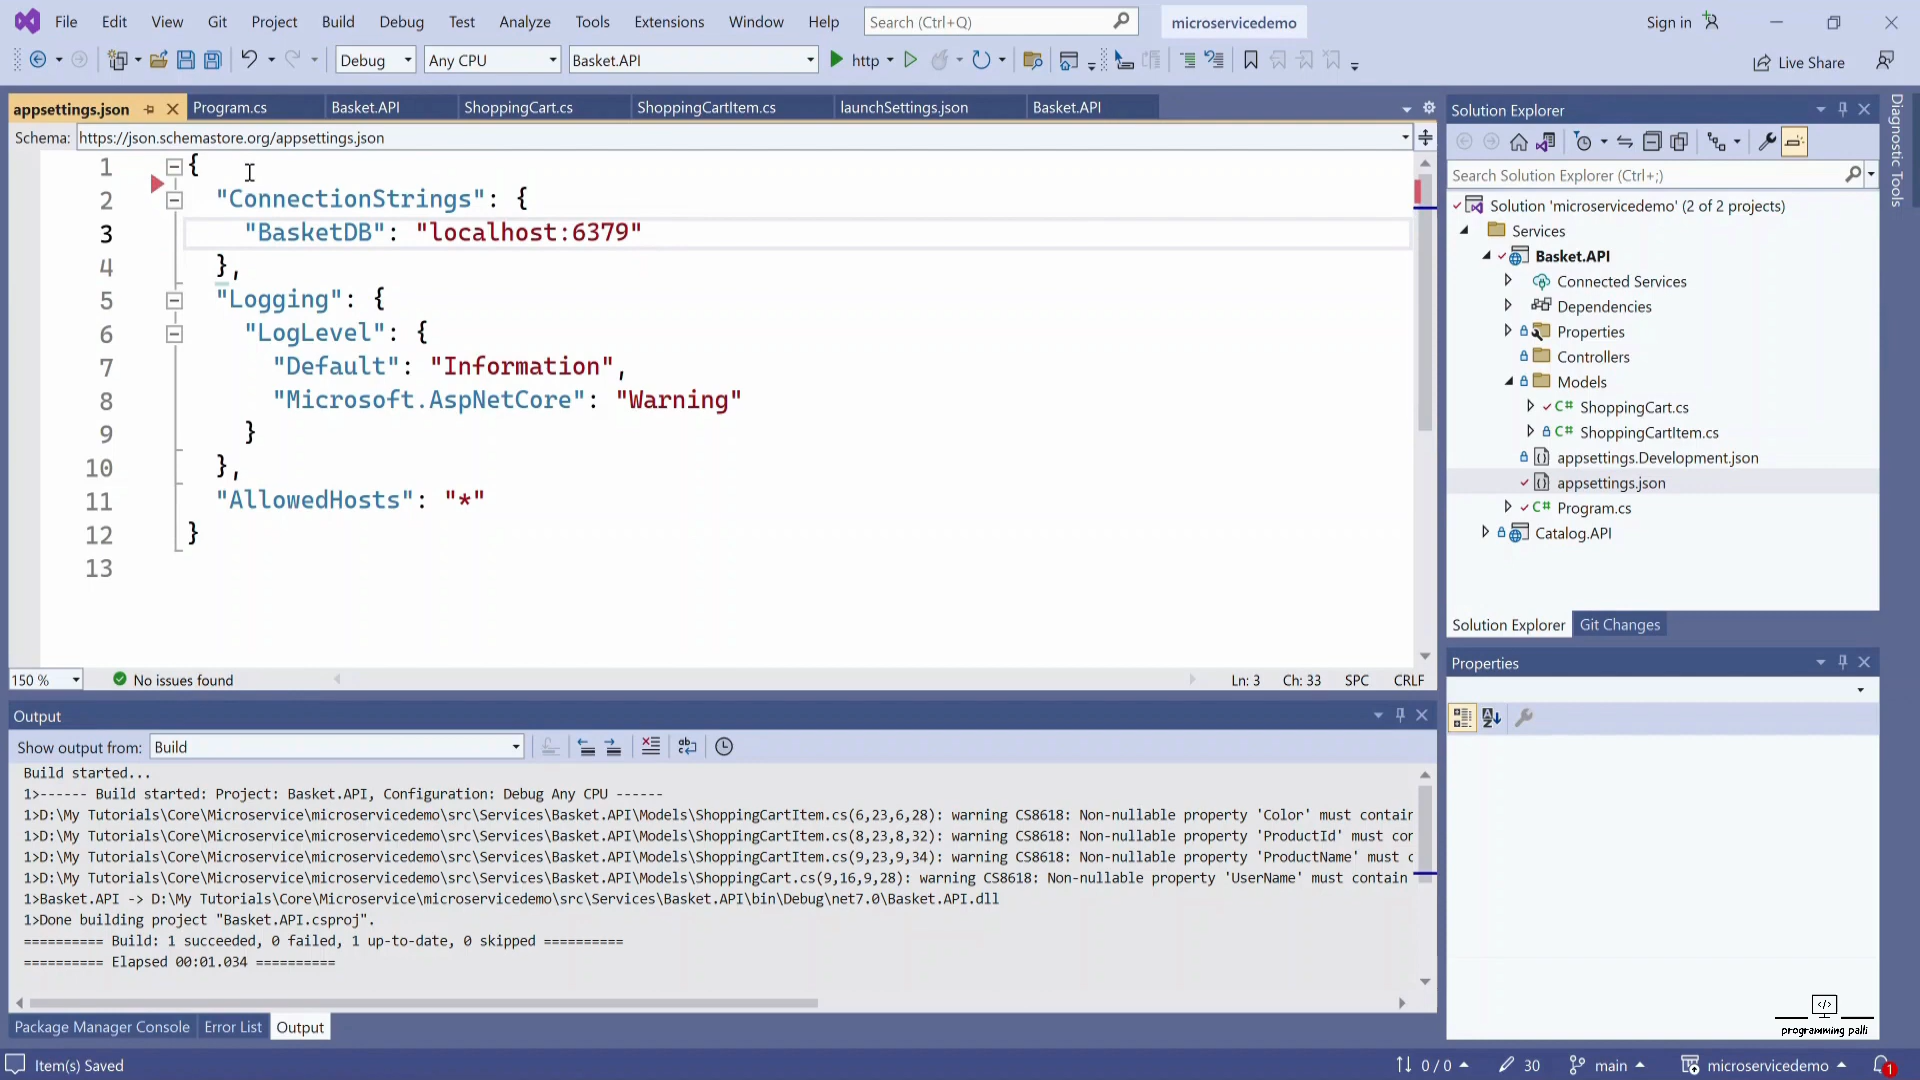 File Edit View Git Project Build Debug Test Analyze Tools Extensions Window Help Search (Ctrl+Q) microservicedemo Sign in
Debug Any CPU Basket.API http Live Share
appsettings.json Program.cs Basket.API ShoppingCart.cs ShoppingCartItem.cs launchSettings.json Basket.API
Schema: https://json.schemastore.org/appsettings.json
1 {
2 "ConnectionStrings": {
3 "BasketDB": "localhost:6379"
4 },
5 "Logging": {
6 "LogLevel": {
7 "Default": "Information",
8 "Microsoft.AspNetCore": "Warning"
9 }
10 },
11 "AllowedHosts": "*"
12 }
13
150 % No issues found Ln: 3 Ch: 33 SPC CRLF
Output
Show output from: Build
Build started...
1>------ Build started: Project: Basket.API, Configuration: Debug Any CPU ------
1>D:\My Tutorials\Core\Microservice\microservicedemo\src\Services\Basket.API\Models\ShoppingCartItem.cs(6,23,6,28): warning CS8618: Non-nullable property 'Color' must contain
1>D:\My Tutorials\Core\Microservice\microservicedemo\src\Services\Basket.API\Models\ShoppingCartItem.cs(8,23,8,32): warning CS8618: Non-nullable property 'ProductId' must cor
1>D:\My Tutorials\Core\Microservice\microservicedemo\src\Services\Basket.API\Models\ShoppingCartItem.cs(9,23,9,34): warning CS8618: Non-nullable property 'ProductName' must c
1>D:\My Tutorials\Core\Microservice\microservicedemo\src\Services\Basket.API\Models\ShoppingCart.cs(9,16,9,28): warning CS8618: Non-nullable property 'UserName' must contain
1>Basket.API -> D:\My Tutorials\Core\Microservice\microservicedemo\src\Services\Basket.API\bin\Debug\net7.0\Basket.API.dll
1>Done building project "Basket.API.csproj".
========== Build: 1 succeeded, 0 failed, 1 up-to-date, 0 skipped ==========
========== Elapsed 00:01.034 ==========
Package Manager Console Error List Output
Solution Explorer
Search Solution Explorer (Ctrl+;)
Solution 'microservicedemo' (2 of 2 projects)
Services
Basket.API
Connected Services
Dependencies
Properties
Controllers
Models
C# ShoppingCart.cs
C# ShoppingCartItem.cs
appsettings.Development.json
appsettings.json
C# Program.cs
Catalog.API
Solution Explorer Git Changes
Properties
Diagnostic Tools
programming palli
Item(s) Saved 0 / 0 30 main microservicedemo 1